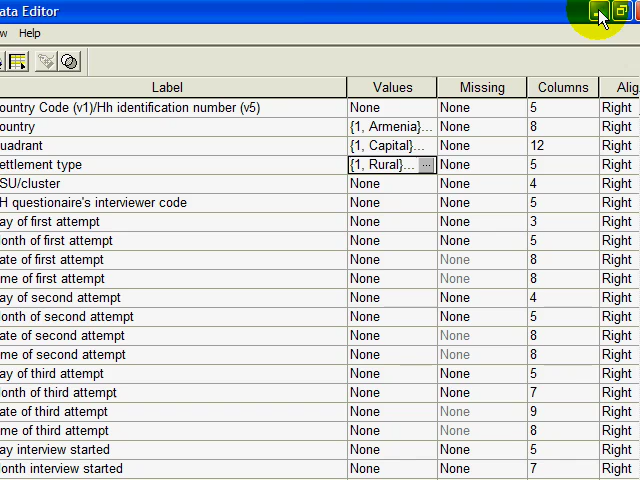 ata Editor
w Help
Label Values Missing Columns Alig
ountry Code (v1)/Hh identification number (v5) None None 5 Right
ountry {1, Armenia}... None 8 Right
uadrant {1, Capital}... None 12 Right
ettlement type {1, Rural}... ... None 5 Right
SU/cluster None None 4 Right
H questionaire's interviewer code None None 5 Right
ay of first attempt None None 3 Right
onth of first attempt None None 5 Right
ate of first attempt None None 8 Right
me of first attempt None None 8 Right
ay of second attempt None None 4 Right
onth of second attempt None None 5 Right
ate of second attempt None None 8 Right
me of second attempt None None 8 Right
ay of third attempt None None 5 Right
onth of third attempt None None 7 Right
ate of third attempt None None 9 Right
me of third attempt None None 8 Right
ay interview started None None 5 Right
onth interview started None None 7 Right